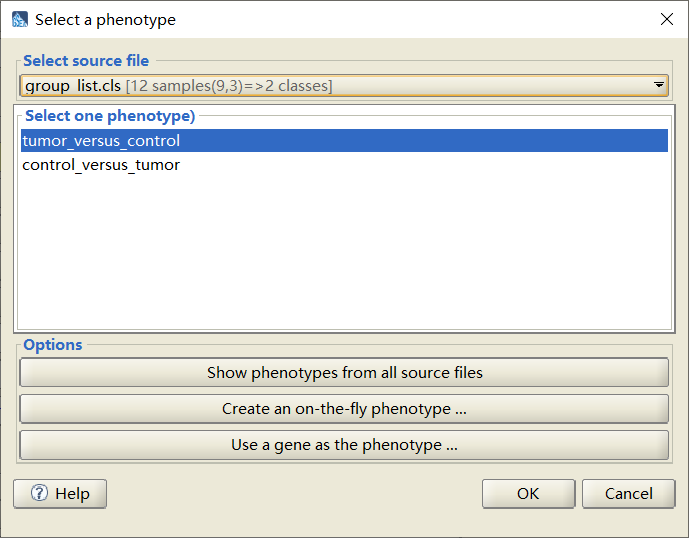 Select a phenotype
Select source file
group list.cls [12 samples(9,3)=>2 classes]
Select one phenotype)
tumor_versus_control
control_versus_tumor
Options
Show phenotypes from all source files
Create an on-the-fly phenotype ...
Use a gene as the phenotype ...
Help
OK
Cancel